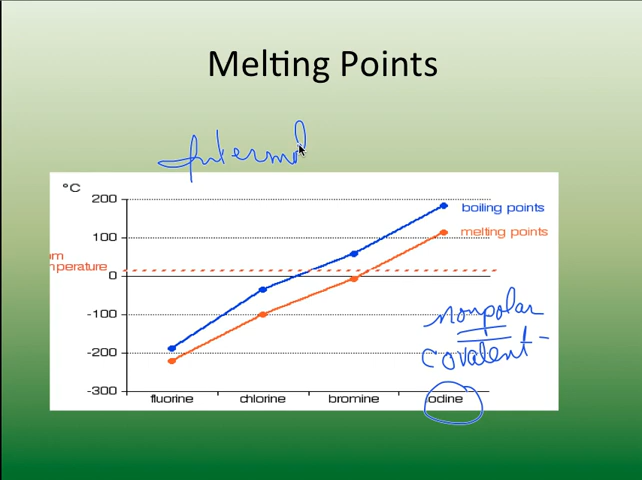 Melting Points
Intermol
°C
200
boiling points
100
melting points
om
nperature
0
-100
nonpolar
-200
covalent
-300
fluorine chlorine bromine iodine